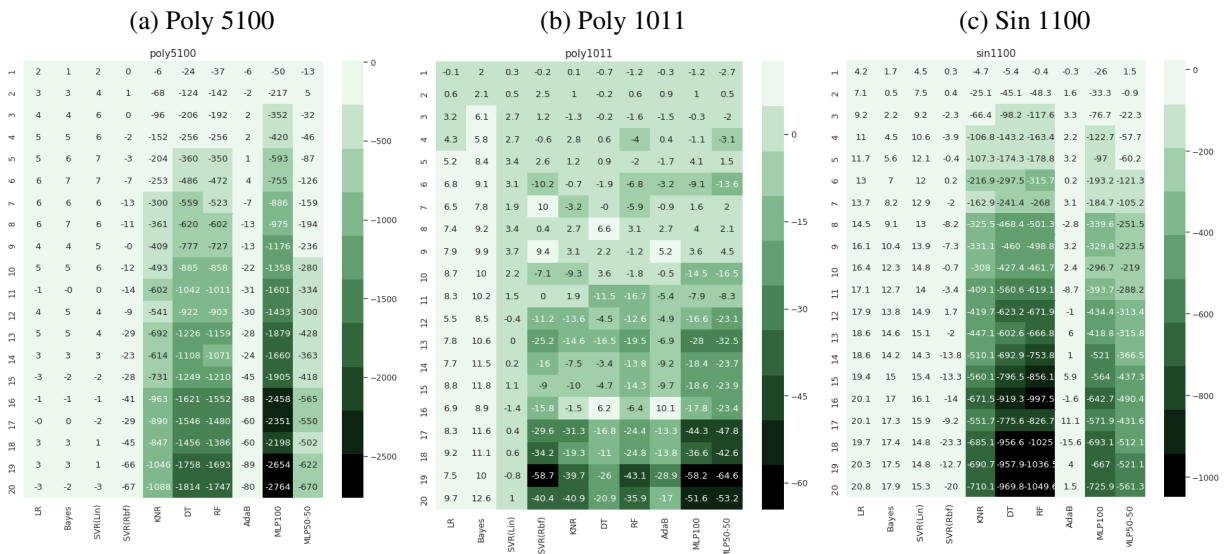 (a) Poly 5100
poly5100
1 2 1 2 0 -6 -24 -37 -6 -50 -13
2 3 3 4 1 -68 -124 -142 -2 -217 5
3 4 4 6 0 -96 -206 -192 2 -352 -32
4 5 5 6 -2 -152 -256 -256 2 -420 -46
5 5 6 7 -3 -204 -360 -350 1 -593 -87
6 6 7 7 -7 -253 -486 -472 4 -755 -126
7 6 6 6 -13 -300 -559 -523 -7 -886 -159
8 6 7 6 -11 -361 -620 -602 -13 -975 -194
9 4 4 5 -0 -409 -777 -727 -13 -1176 -236
10 5 5 6 -12 -493 -885 -858 -22 -1358 -280
11 -1 -0 0 -14 -602 -1042 -1011 -31 -1601 -334
12 4 5 4 -9 -541 -922 -903 -30 -1433 -300
13 5 5 4 -28 -692 -1226 -1159 -29 -1879 -428
14 3 3 3 -23 -614 -1108 -1071 -24 -1660 -363
15 -3 -2 -2 -28 -731 -1249 -1210 -45 -1905 -418
16 -1 -1 -1 -41 -963 -1621 -1552 -88 -2458 -565
17 -0 0 -2 -29 -890 -1546 -1480 -60 -2351 -550
18 3 3 1 -45 -847 -1456 -1386 -60 -2198 -502
19 3 3 1 -66 -1046 -1758 -1693 -89 -2654 -622
20 -3 -2 -3 -67 -1088 -1814 -1747 -80 -2764 -670
LR Bayes SVR(Lin) SVR(Rbf) KNR DT RF AdaB MLP100 MLP50-50
0
-500
-1000
-1500
-2000
-2500
(b) Poly 1011
poly1011
1 -0.1 2 0.3 -0.2 0.1 -0.7 -1.2 -0.3 -1.2 -2.7
2 0.6 2.1 0.5 2.5 1 0.6 -1.2 -0.9 1 0.5
3 3.2 6.1 2.7 1.2 -1.3 -0.2 -1.6 -1.5 -0.3 -2
4 4.3 5.8 2.7 -0.6 2.8 0.6 -4 0.4 -1.5 -3.1
5 5.2 8.4 3.4 2.6 1.2 0.9 -2 -1.7 4.1 1.5
6 6.8 9.1 3.1 -10.2 -0.7 -1.9 -6.8 -3.2 -9.1 -13.6
7 6.5 7.8 1.9 10 -3.2 -0 -5.9 -0.9 1.6 2
8 7.4 9.2 3.4 0.4 2.7 6.6 3.1 2.7 4 2.1
9 7.9 9.9 3.4 9.4 3.1 2.2 -1.2 5.2 3.6 4.5
10 8.7 10 2.2 -7.1 -9.3 3.6 -1.8 -0.5 -14.5 -16.5
11 8.3 10.2 1.5 0 1.9 -11.5 -16.7 -5.4 -7.9 -8.3
12 5.5 8.5 -0.4 -11.2 -13.6 -4.5 -12.6 -4.9 -16.6 -23.1
13 7.8 10.6 0 -25.2 -14.6 -16.5 -19.5 -6.9 -28 -32.5
14 7.7 11.5 0.2 -16 -7.5 -3.4 -13.8 -9.2 -18.4 -23.7
15 8.8 11.8 1.1 -9 -10 -4.7 -14.3 -9.7 -18.6 -23.9
16 6.9 8.9 -1.4 -15.8 -1.5 6.2 -6.4 10.1 -17.8 -23.4
17 8.3 11.6 -0.4 -29.6 -31.3 -16.8 -24.4 -13.3 -44.3 -47.8
18 9.2 11.1 0.6 -34.2 -19.3 -11 -24.8 -13.8 -36.6 -42.6
19 7.5 10 -0.8 -58.7 -39.7 -26 -43.1 -28.9 -58.2 -64.6
20 9.7 12.6 1 -40.4 -40.9 -20.9 -35.9 -17 -51.6 -53.2
LR Bayes SVR(Lin) SVR(Rbf) KNR DT RF AdaB MLP100 MLP50-50
0
-15
-30
-45
-60
(c) Sin 1100
sin1100
1 4.2 1.7 4.5 0.3 -4.7 -5.4 -0.4 -0.3 -26 1.5
2 7.1 0.5 7.5 0.4 -25.1 -45.1 -48.3 1.6 -33.3 -0.9
3 9.2 2.2 9.2 -2.3 -66.4 -98.2 -117.6 3.3 -76.7 -22.3
4 11 4.5 10.6 -3.9 -106.8 -143.2 -163.4 2.2 -122.7 -57.7
5 11.7 5.6 12.1 -0.4 -107.3 -174.3 -178.8 3.2 -97 -60.2
6 13 7 12 0.2 -216.9 -297.5 -315.7 0.2 -193.2 -121.3
7 13.7 8.2 12.9 -2 -162.9 -241.4 -268 3.1 -184.7 -105.2
8 14.5 9.1 13 -8.2 -325.5 -468.4 -501.3 -2.8 -339.6 -251.5
9 16.1 10.4 13.9 -7.3 -331.1 -460 -498.8 -2.3 -329.8 -223.5
10 16.4 12.3 14.8 -0.7 -308 -427.4 -461.7 2.4 -296.7 -219
11 17.1 12.7 14 -3.4 -409.1 -560.6 -619.1 -8.7 -393.7 -288.2
12 17.9 13.8 14.9 1.7 -419.7 -623.2 -671.9 -1 -434.4 -313.4
13 18.6 14.6 15.1 -2 -447.1 -602.6 -666.8 6 -418.8 -315.8
14 18.6 14.2 14.9 -13.8 -510.1 -692.9 -753.8 1 -521 -366.5
15 19.4 15 15.4 -13.3 -560.1 -796.5 -856.1 5.9 -564 -437.3
16 20.1 17 16.1 -14 -671.5 -919.3 -997.5 -1.6 -642.7 -490.4
17 20.1 17.3 15.9 -9.2 -551.7 -775.6 -826.7 11.1 -571.9 -431.6
18 19.7 17.4 14.8 -23.3 -685.1 -956.6 -1025 -15.6 -693.1 -512.1
19 20.3 17.5 14.8 -12.7 -690.7 -957.9 -1036.5 4 -667 -521.1
20 20.8 17.9 15.3 -20 -710.1 -969.8 -1049.6 1.5 -725.9 -561.3
LR Bayes SVR(Lin) SVR(Rbf) KNR DT RF AdaB MLP100 MLP50-50
0
-200
-400
-600
-800
-1000